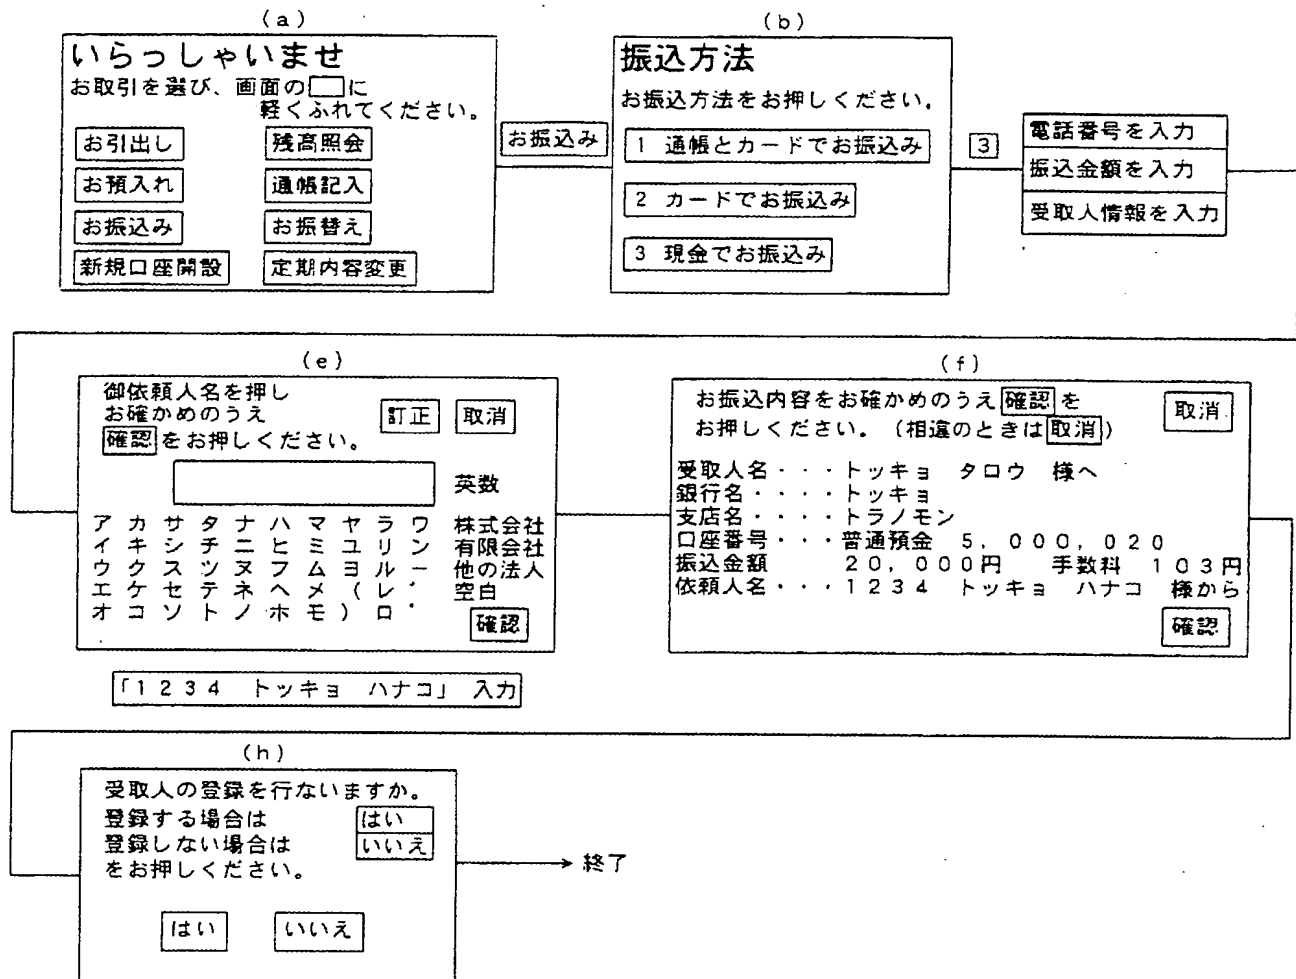 (a)
いらっしゃいませ
お取引を選び、画面の□に
軽くふれてください。
お引出し 残高照会
お預入れ 通帳記入
お振込み お振替え
新規口座開設 定期内容変更
お振込み
(b)
振込方法
お振込方法をお押しください.
1 通帳とカードでお振込み
2 カードでお振込み
3 現金でお振込み
3
電話番号を入力
振込金額を入力
受取人情報を入力
(e)
御依頼人名を押し
お確かめのうえ
確認をお押しください。
訂正 取消
英数
ア カ サ タ ナ ハ マ ヤ ラ ワ 株式会社
イ キ シ チ ニ ヒ ミ ユ リ ン 有限会社
ウ ク ス ツ ヌ フ ム ヨ ル ー 他の法人
エ ケ セ テ ネ ヘ メ ( レ ゛ 空白
オ コ ソ ト ノ ホ モ ) ロ ゜
確認
「1234 トッキョ ハナコ」 入力
(f)
お振込内容をお確かめのうえ確認を
お押しください. (相違のときは取消)
取消
受取人名・・・トッキョ タロウ 様へ
銀行名・・・・トッキョ
支店名・・・・トラノモン
口座番号・・・普通預金 5,000,020
振込金額 20,000円 手数料 103円
依頼人名・・・1234 トッキョ ハナコ 様から
確認
(h)
受取人の登録を行ないますか。
登録する場合は はい
登録しない場合は いいえ
をお押しください。
はい いいえ
終了